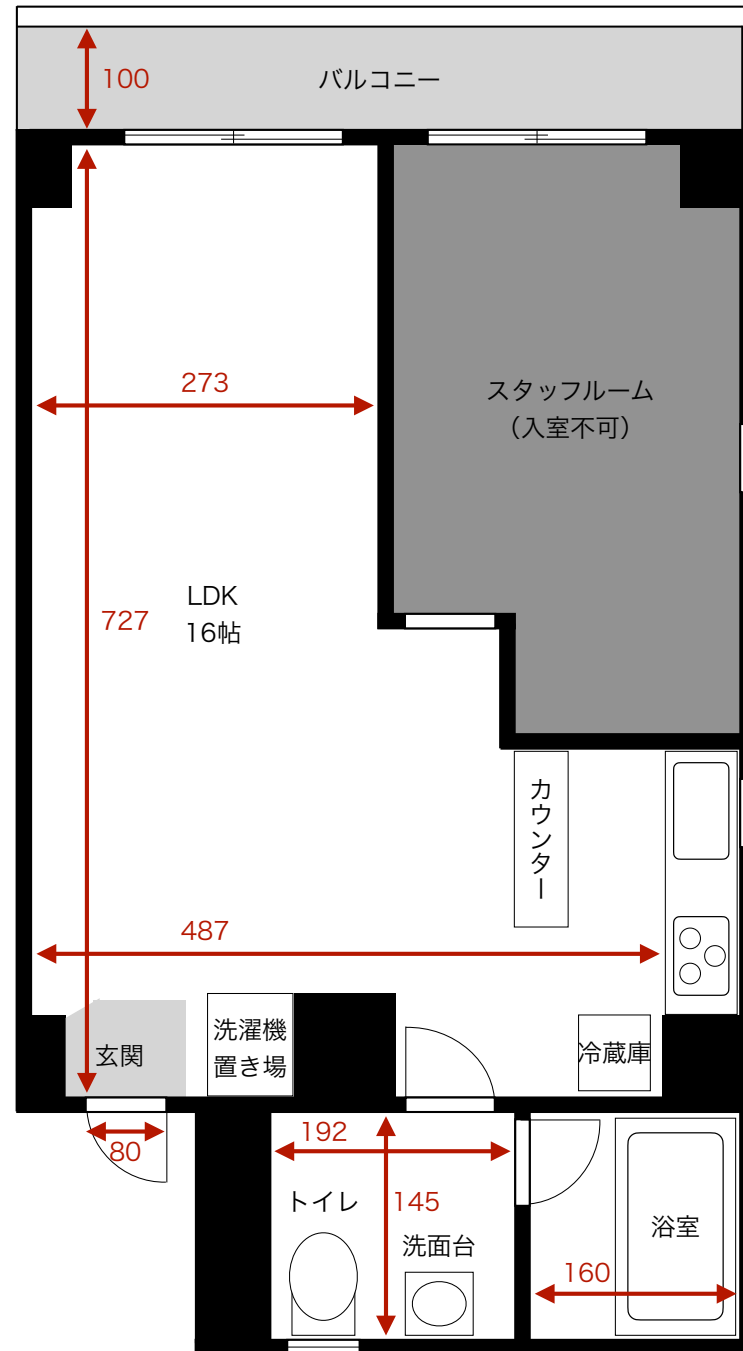 100
バルコニー
273
スタッフルーム
（入室不可）
LDK
16帖
727
カウンター
487
玄関
洗濯機
置き場
冷蔵庫
80
192
トイレ
145
洗面台
浴室
160